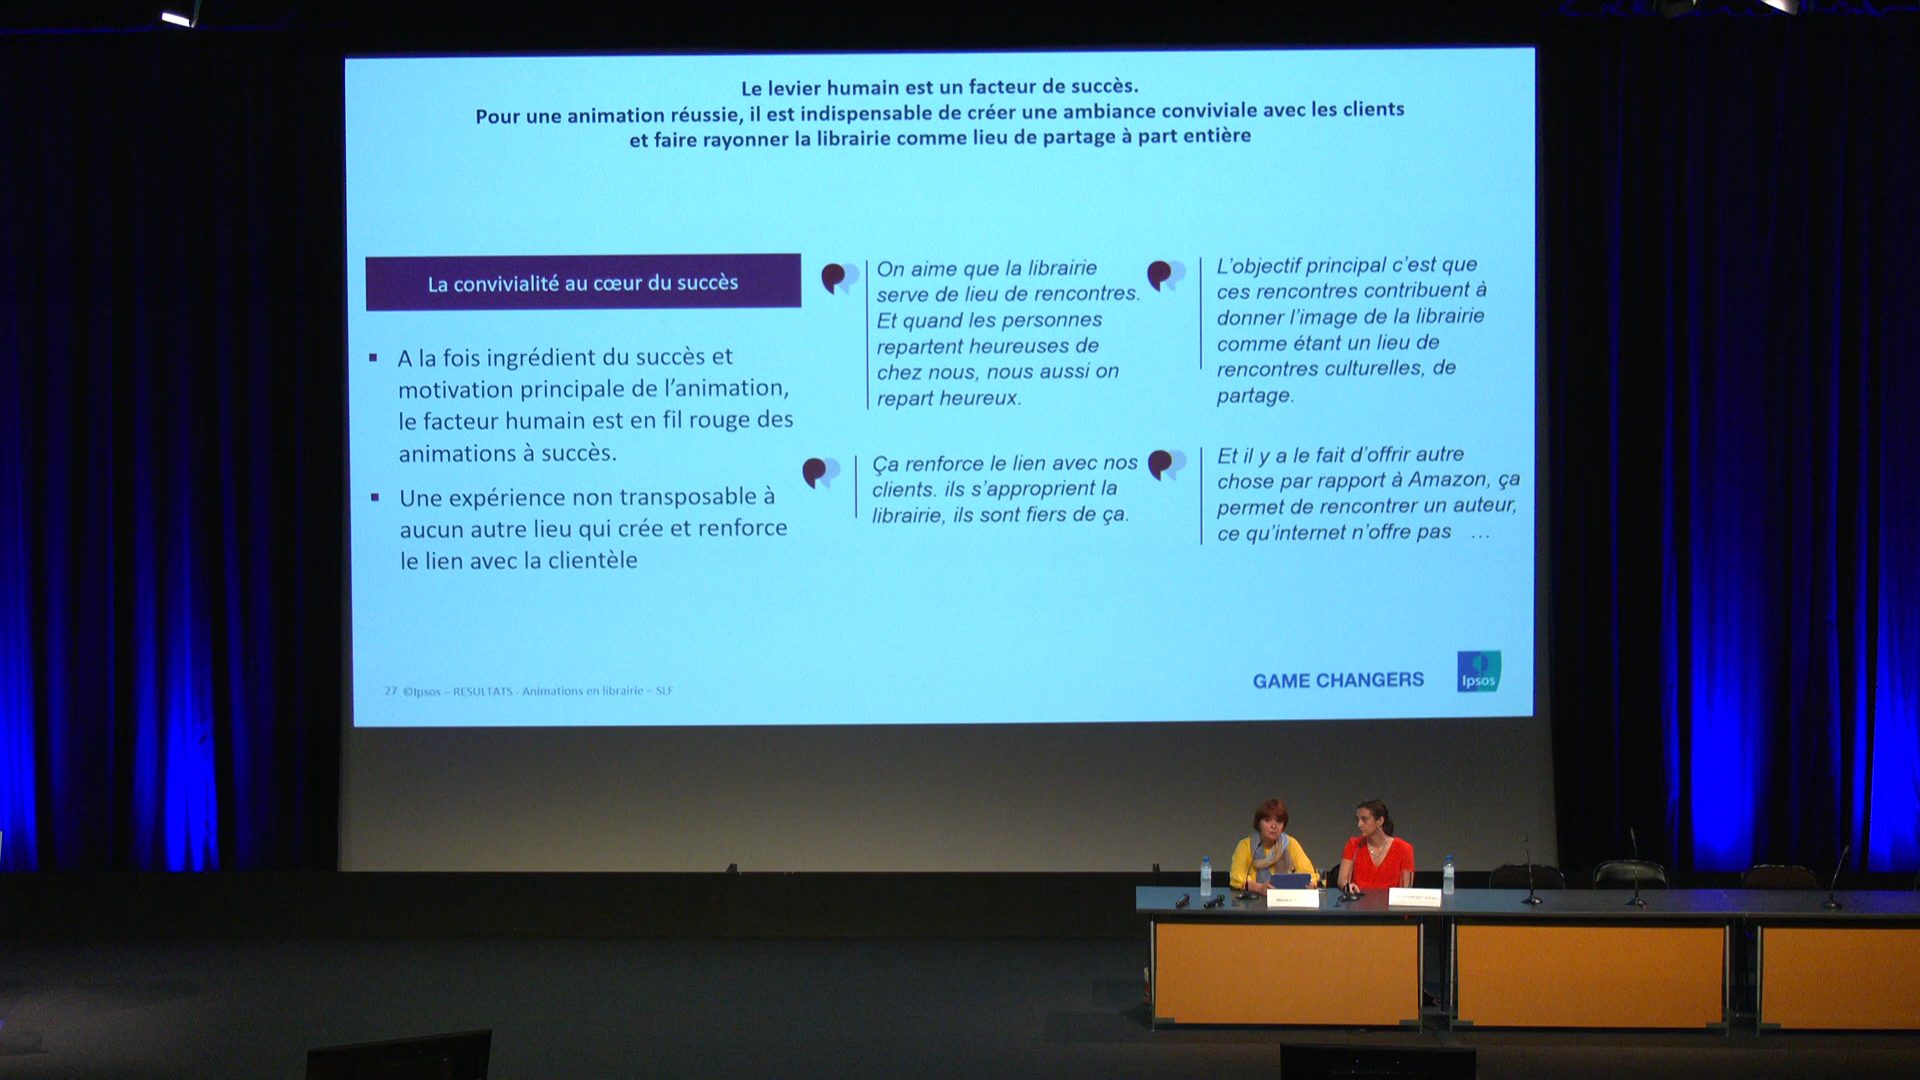 Le levier humain est un facteur de succès.
Pour une animation réussie, il est indispensable de créer une ambiance conviviale avec les clients
et faire rayonner la librairie comme lieu de partage à part entière
La convivialité au cœur du succès
▪ A la fois ingrédient du succès et
motivation principale de l’animation,
le facteur humain est en fil rouge des
animations à succès.
▪ Une expérience non transposable à
aucun autre lieu qui crée et renforce
le lien avec la clientèle
On aime que la librairie
serve de lieu de rencontres.
Et quand les personnes
repartent heureuses de
chez nous, nous aussi on
repart heureux.
L’objectif principal c’est que
ces rencontres contribuent à
donner l’image de la librairie
comme étant un lieu de
rencontres culturelles, de
partage.
Ça renforce le lien avec nos
clients. ils s’approprient la
librairie, ils sont fiers de ça.
Et il y a le fait d’offrir autre
chose par rapport à Amazon, ça
permet de rencontrer un auteur,
ce qu’internet n’offre pas ...
27 ©Ipsos – RESULTATS - Animations en librairie – SLF
GAME CHANGERS
Ipsos